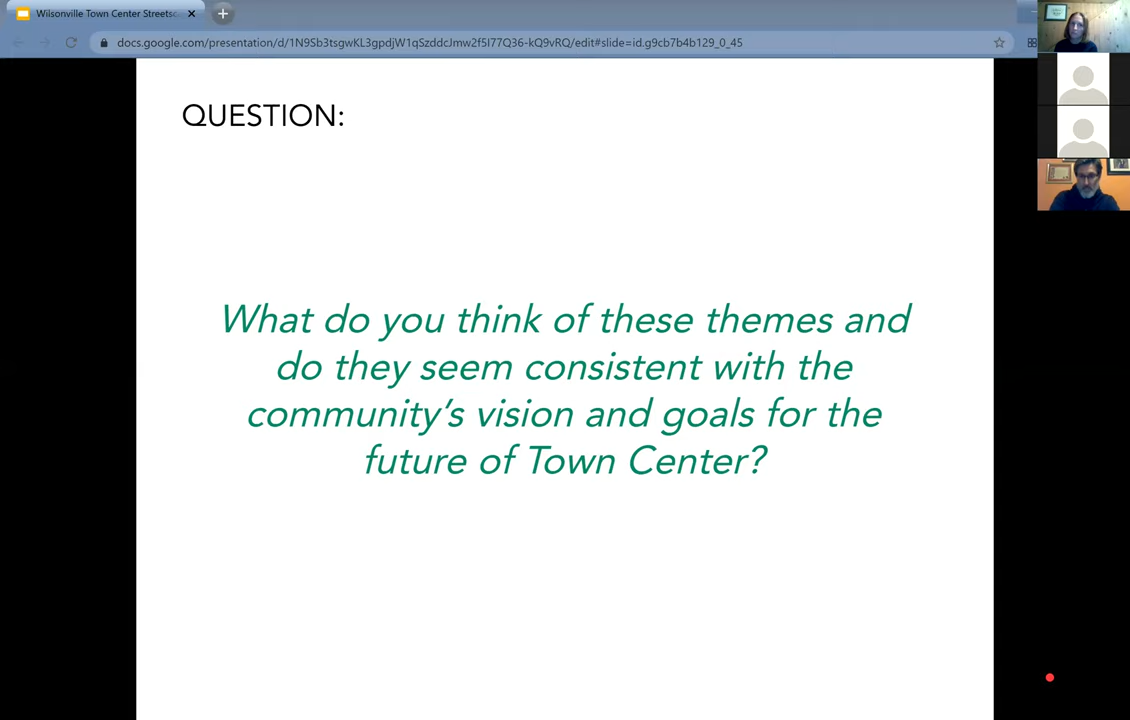 Wilsonville Town Center Streetsc
docs.google.com/presentation/d/1N9Sb3tsgwKL3gpdjW1qSzddcJmw2f5I77Q36-kQ9vRQ/edit#slide=id.g9cb7b4b129_0_45
QUESTION:
What do you think of these themes and
do they seem consistent with the
community’s vision and goals for the
future of Town Center?